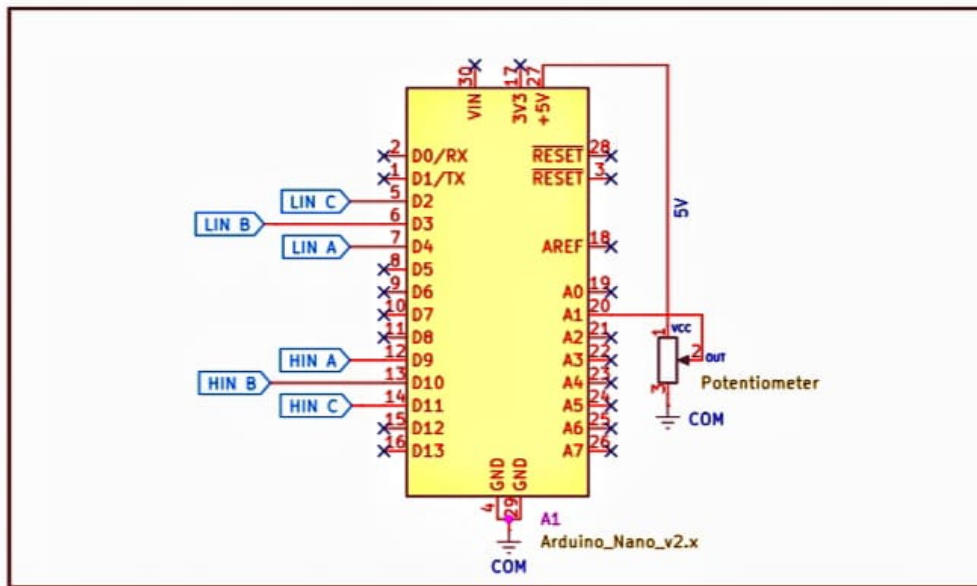 30 17 27
VIN 3V3 +5V
2 D0/RX RESET 28
1 D1/TX RESET 3
LIN C 5 D2
LIN B 6 D3 5V
LIN A 7 D4 AREF 18
8 D5
9 D6 A0 19
10 D7 A1 20
11 D8 A2 21 1 VCC
HIN A 12 D9 A3 22 2 OUT
HIN B 13 D10 A4 23 3 Potentiometer
HIN C 14 D11 A5 24 COM
15 D12 A6 25
16 D13 A7 26
GND GND
4 29 A1
Arduino_Nano_v2.x
COM